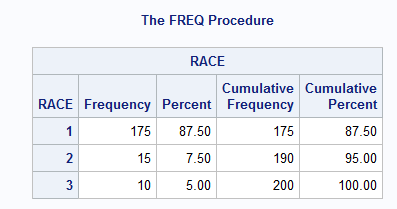 The FREQ Procedure
RACE
RACE Frequency Percent Cumulative Frequency Cumulative Percent
1 175 87.50 175 87.50
2 15 7.50 190 95.00
3 10 5.00 200 100.00